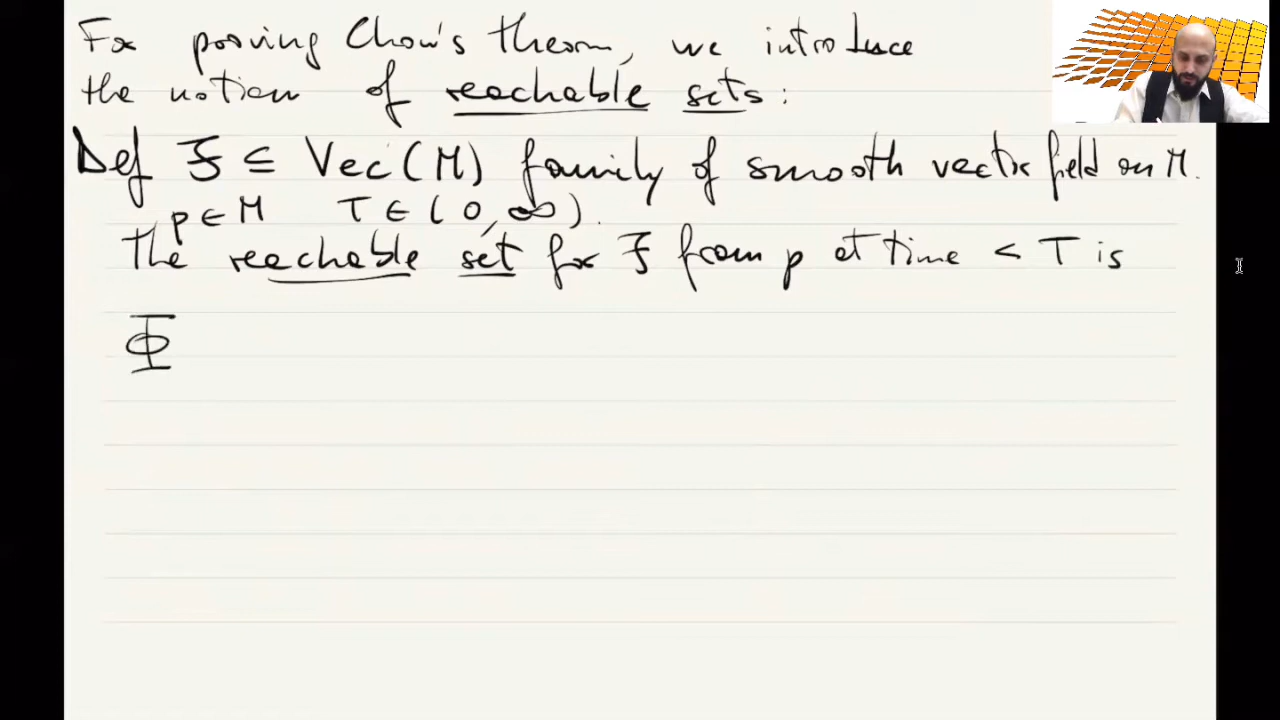 For proving Chow's theorem, we introduce
the notion of reachable sets:
Def 𝓕 ⊆ Vec(M) family of smooth vector field on M.
p ∈ M T ∈ (0, ∞).
The reachable set for 𝓕 from p at time < T is
Φ